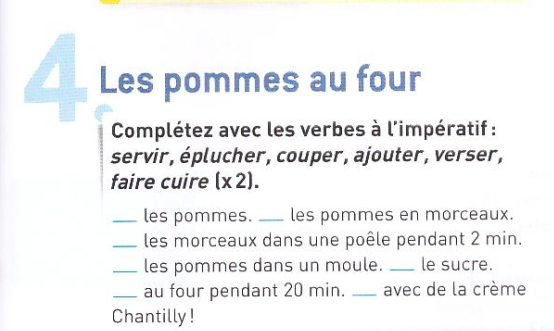 4 Les pommes au four
Complétez avec les verbes à l'impératif :
servir, éplucher, couper, ajouter, verser,
faire cuire (x2).
___ les pommes. ___ les pommes en morceaux.
___ les morceaux dans une poêle pendant 2 min.
___ les pommes dans un moule. ___ le sucre.
___ au four pendant 20 min. ___ avec de la crème
Chantilly !